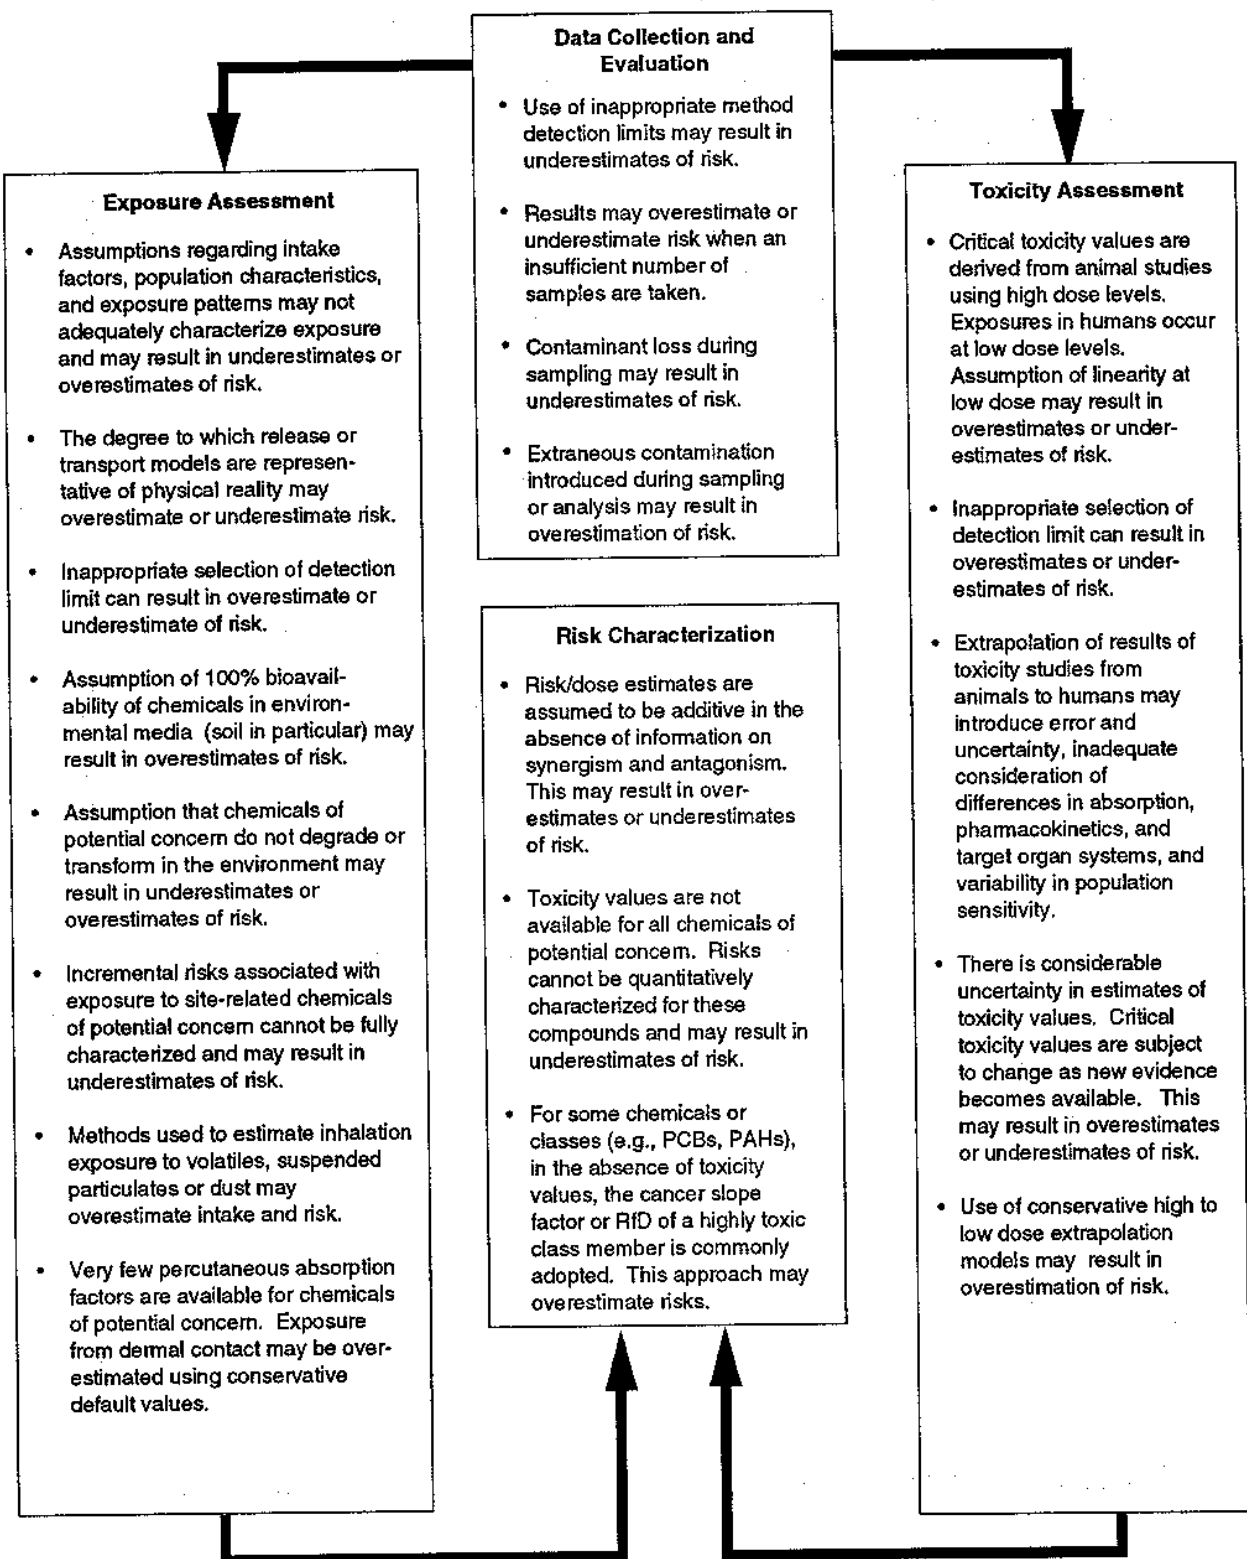 Data Collection and
Evaluation
• Use of inappropriate method
detection limits may result in
underestimates of risk.
• Results may overestimate or
underestimate risk when an
insufficient number of
samples are taken.
• Contaminant loss during
sampling may result in
underestimates of risk.
• Extraneous contamination
introduced during sampling
or analysis may result in
overestimation of risk.
Exposure Assessment
• Assumptions regarding intake
factors, population characteristics,
and exposure patterns may not
adequately characterize exposure
and may result in underestimates or
overestimates of risk.
• The degree to which release or
transport models are represen-
tative of physical reality may
overestimate or underestimate risk.
• Inappropriate selection of detection
limit can result in overestimate or
underestimate of risk.
• Assumption of 100% bioavail-
ability of chemicals in environ-
mental media (soil in particular) may
result in overestimates of risk.
• Assumption that chemicals of
potential concern do not degrade or
transform in the environment may
result in underestimates or
overestimates of risk.
• Incremental risks associated with
exposure to site-related chemicals
of potential concern cannot be fully
characterized and may result in
underestimates of risk.
• Methods used to estimate inhalation
exposure to volatiles, suspended
particulates or dust may
overestimate intake and risk.
• Very few percutaneous absorption
factors are available for chemicals
of potential concern. Exposure
from dermal contact may be over-
estimated using conservative
default values.
Toxicity Assessment
• Critical toxicity values are
derived from animal studies
using high dose levels.
Exposures in humans occur
at low dose levels.
Assumption of linearity at
low dose may result in
overestimates or under-
estimates of risk.
• Inappropriate selection of
detection limit can result in
overestimates or under-
estimates of risk.
• Extrapolation of results of
toxicity studies from
animals to humans may
introduce error and
uncertainty, inadequate
consideration of
differences in absorption,
pharmacokinetics, and
target organ systems, and
variability in population
sensitivity.
• There is considerable
uncertainty in estimates of
toxicity values. Critical
toxicity values are subject
to change as new evidence
becomes available. This
may result in overestimates
or underestimates of risk.
• Use of conservative high to
low dose extrapolation
models may result in
overestimation of risk.
Risk Characterization
• Risk/dose estimates are
assumed to be additive in the
absence of information on
synergism and antagonism.
This may result in over-
estimates or underestimates
of risk.
• Toxicity values are not
available for all chemicals of
potential concern. Risks
cannot be quantitatively
characterized for these
compounds and may result in
underestimates of risk.
• For some chemicals or
classes (e.g., PCBs, PAHs),
in the absence of toxicity
values, the cancer slope
factor or RfD of a highly toxic
class member is commonly
adopted. This approach may
overestimate risks.